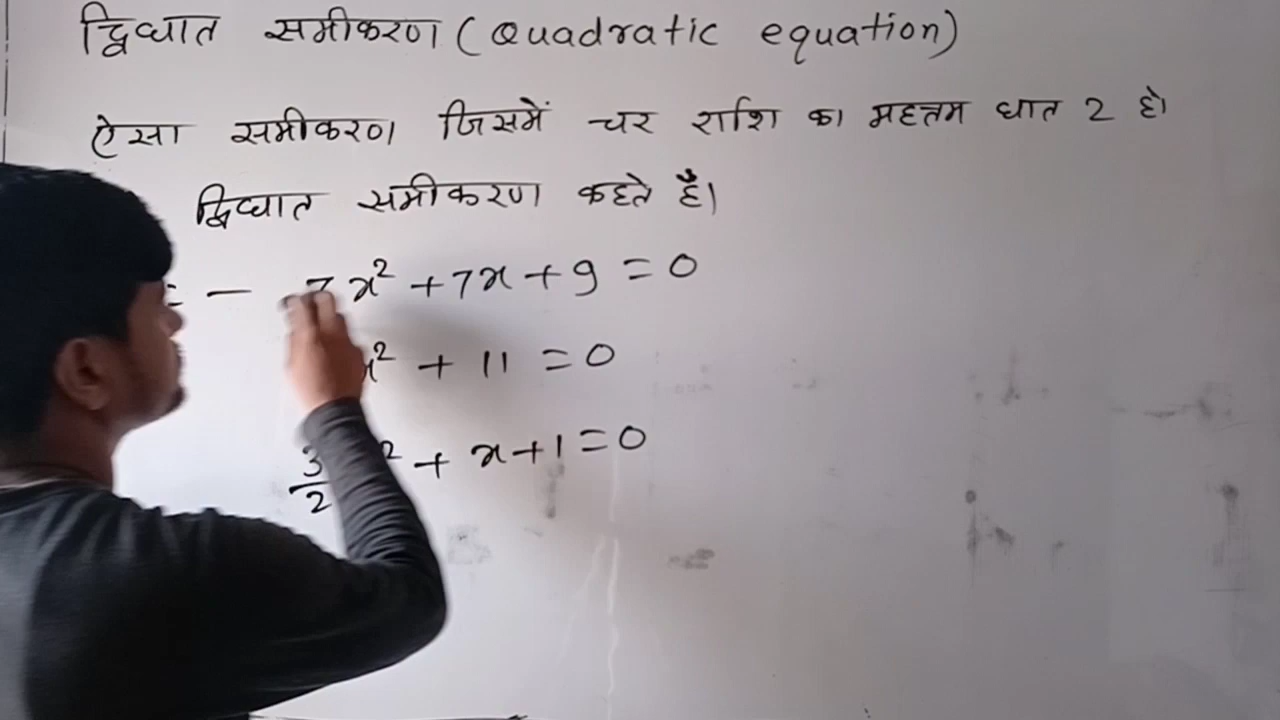 द्विघात समीकरण (Quadratic equation)
ऐसा समीकरण जिसमें चर राशि का महत्तम घात 2 हो
द्विघात समीकरण कहते हैं।
x² + 7x + 9 = 0
x² + 11 = 0
3/2 ² + x + 1 = 0